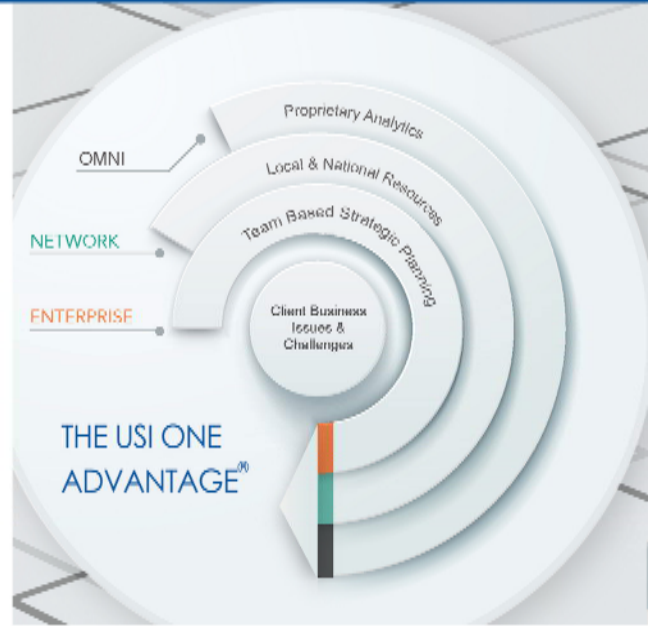 Proprietary Analytics
OMNI
Local & National Resources
Team Based Strategic Planning
NETWORK
ENTERPRISE
Client Business
Issues &
Challenges
THE USI ONE
ADVANTAGE®